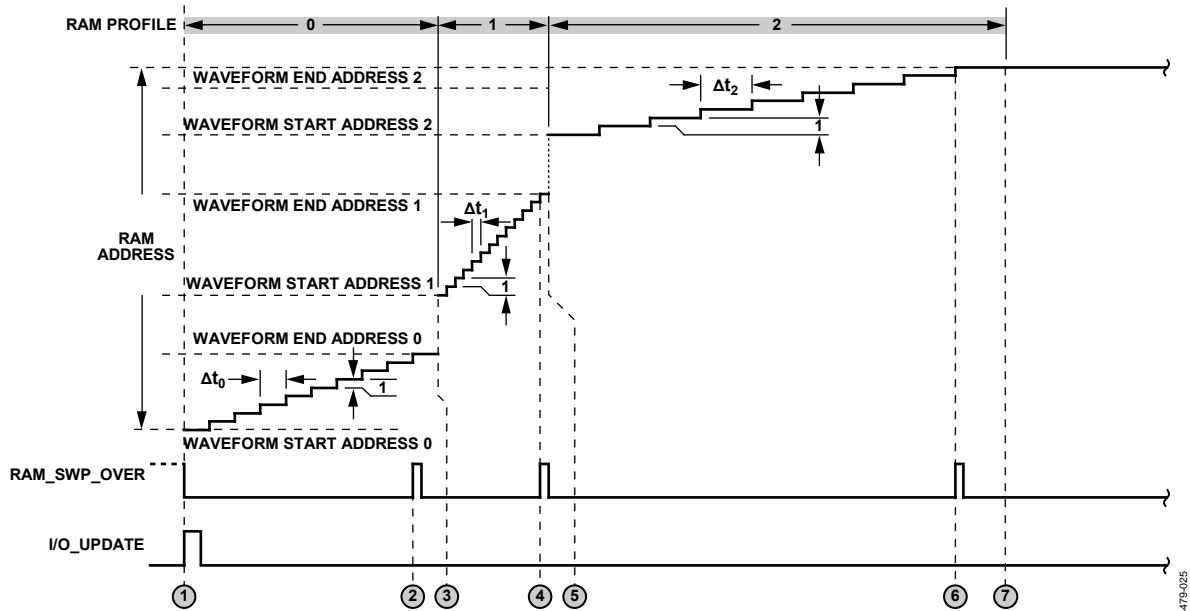 RAM PROFILE 0 1 2
WAVEFORM END ADDRESS 2
Δt2
WAVEFORM START ADDRESS 2
1
WAVEFORM END ADDRESS 1
Δt1
RAM
ADDRESS
WAVEFORM START ADDRESS 1
1
WAVEFORM END ADDRESS 0
Δt0
1
WAVEFORM START ADDRESS 0
RAM_SWP_OVER
I/O_UPDATE
1 2 3 4 5 6 7
479-025